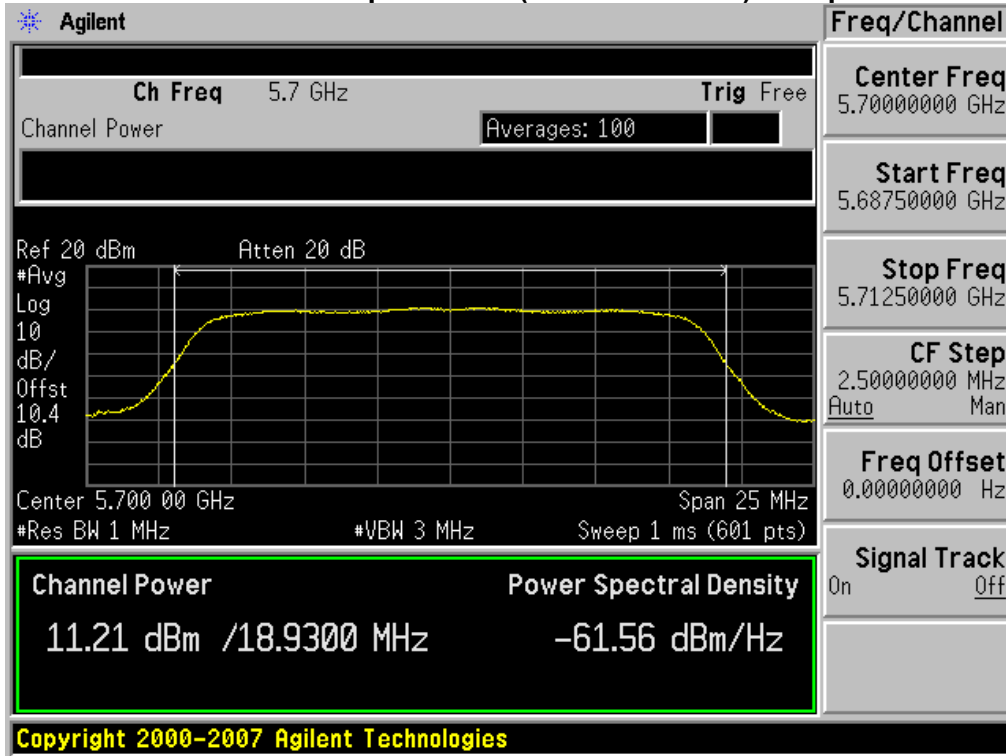 Agilent
Freq/Channel
Ch Freq 5.7 GHz Trig Free
Channel Power Averages: 100
Center Freq
5.70000000 GHz
Start Freq
5.68750000 GHz
Stop Freq
5.71250000 GHz
CF Step
2.50000000 MHz
Auto Man
Freq Offset
0.00000000 Hz
Signal Track
On Off
Ref 20 dBm Atten 20 dB
#Avg
Log
10
dB/
Offst
10.4
dB
Center 5.700 00 GHz Span 25 MHz
#Res BW 1 MHz #VBW 3 MHz Sweep 1 ms (601 pts)
Channel Power Power Spectral Density
11.21 dBm /18.9300 MHz -61.56 dBm/Hz
Copyright 2000-2007 Agilent Technologies